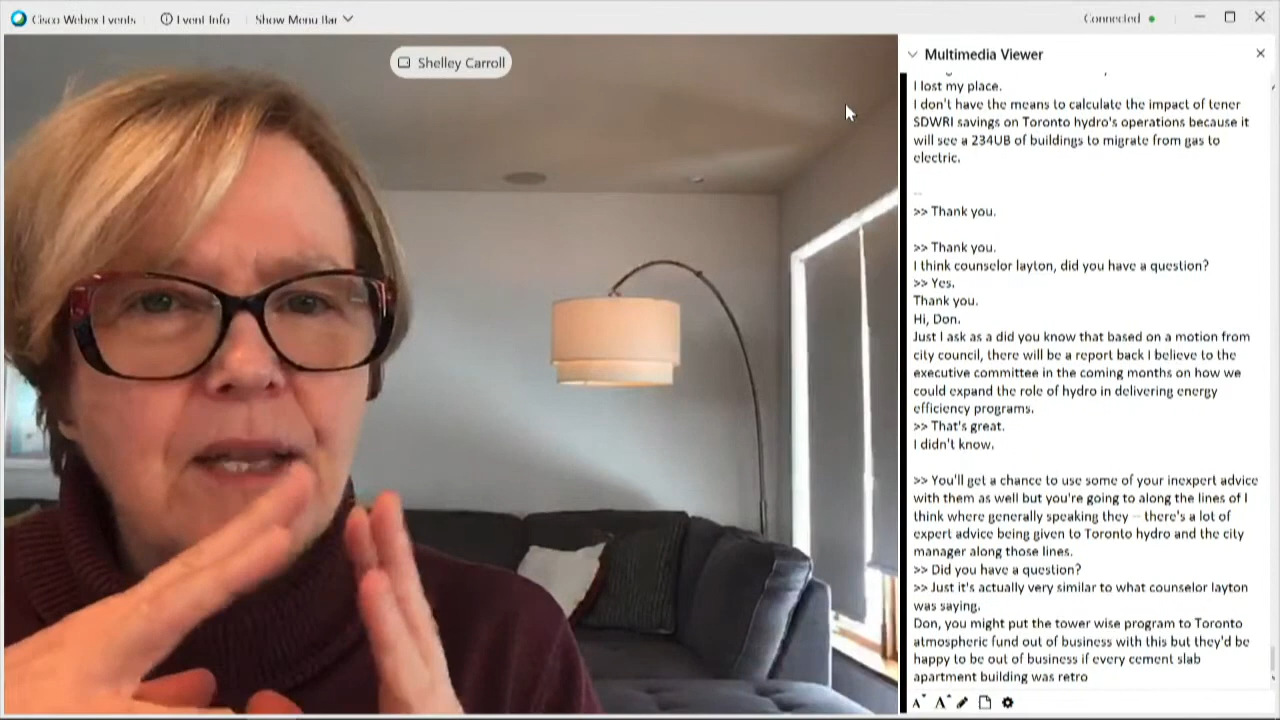 Cisco Webex Events
Event Info
Show Menu Bar
Connected
Shelley Carroll
Multimedia Viewer
I lost my place.
I don't have the means to calculate the impact of tener
SDWRI savings on Toronto hydro's operations because it
will see a 234UB of buildings to migrate from gas to
electric.
--
>> Thank you.
>> Thank you.
I think counselor layton, did you have a question?
>> Yes.
Thank you.
Hi, Don.
Just I ask as a did you know that based on a motion from
city council, there will be a report back I believe to the
executive committee in the coming months on how we
could expand the role of hydro in delivering energy
efficiency programs.
>> That's great.
I didn't know.
>> You'll get a chance to use some of your inexpert advice
with them as well but you're going to along the lines of I
think where generally speaking they -- there's a lot of
expert advice being given to Toronto hydro and the city
manager along those lines.
>> Did you have a question?
>> Just it's actually very similar to what counselor layton
was saying.
Don, you might put the tower wise program to Toronto
atmospheric fund out of business with this but they'd be
happy to be out of business if every cement slab
apartment building was retro